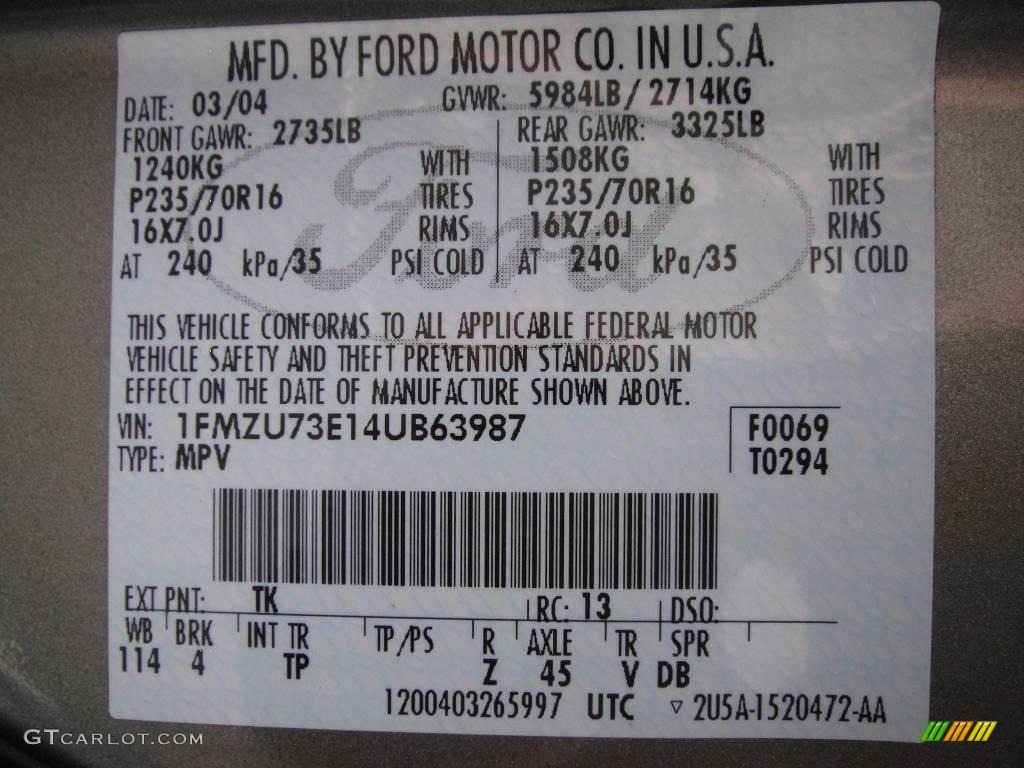 MFD. BY FORD MOTOR CO. IN U.S.A.
DATE: 03/04 GVWR: 5984LB/ 2714KG
FRONT GAWR: 2735LB REAR GAWR: 3325LB
1240KG WITH 1508KG WITH
P235/70R16 TIRES P235/70R16 TIRES
16X7.0J RIMS 16X7.0J RIMS
AT 240 kPa/35 PSI COLD AT 240 kPa/35 PSI COLD
Ford
THIS VEHICLE CONFORMS TO ALL APPLICABLE FEDERAL MOTOR
VEHICLE SAFETY AND THEFT PREVENTION STANDARDS IN
EFFECT ON THE DATE OF MANUFACTURE SHOWN ABOVE.
VIN: 1FMZU73E14UB63987 F0069
TYPE: MPV T0294
EXT PNT: TK RC: 13 DSO:
WB BRK INT TR TP/PS R AXLE TR SPR
114 4 TP Z 45 V DB
1200403265997 UTC ▽ 2U5A-1520472-AA
GTCARLOT.COM